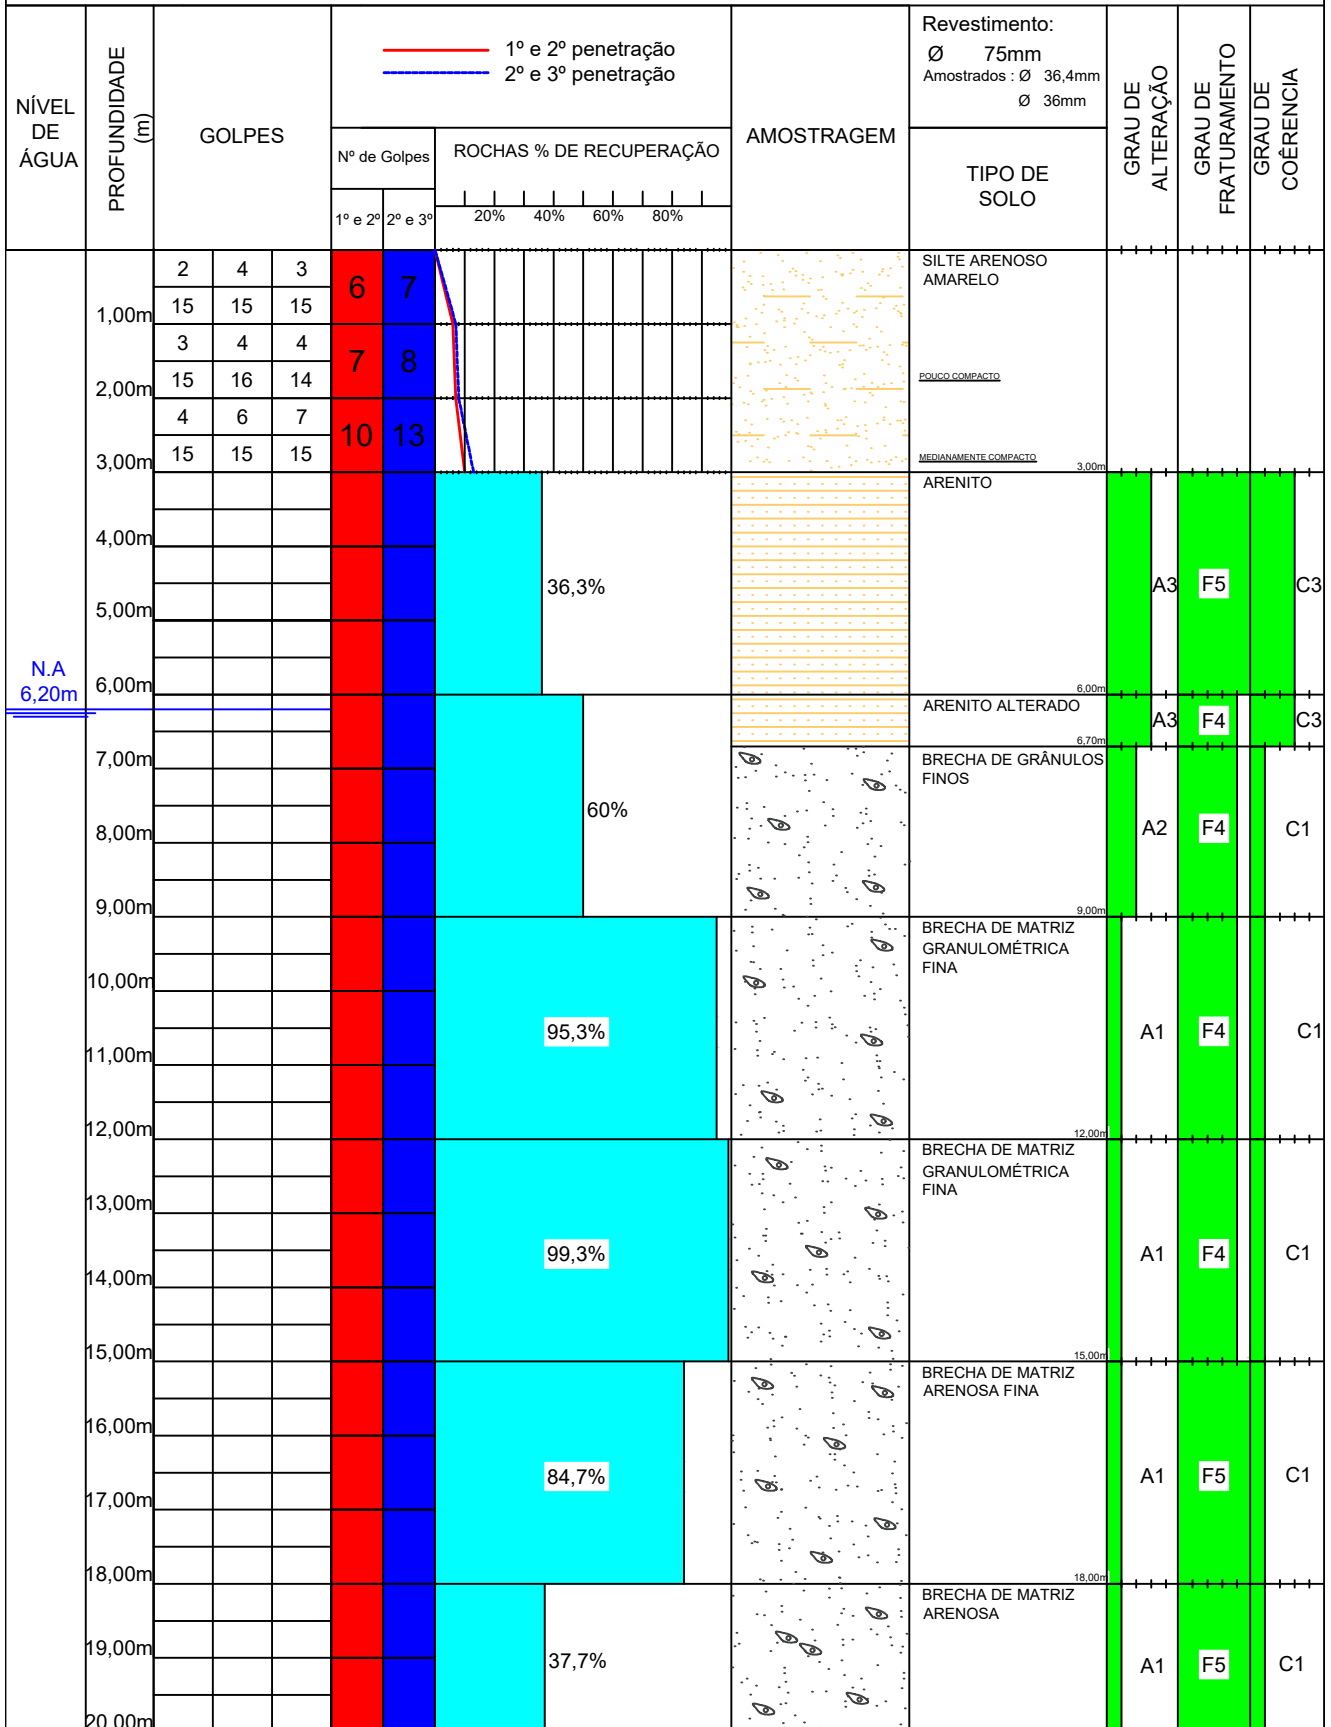 NÍVEL
DE
ÁGUA
PROFUNDIDADE
(m)
GOLPES
1º e 2º penetração
2º e 3º penetração
Nº de Golpes
1º e 2º
2º e 3º
ROCHAS % DE RECUPERAÇÃO
20%
40%
60%
80%
AMOSTRAGEM
Revestimento:
Ø 75mm
Amostrados : Ø 36,4mm
Ø 36mm
TIPO DE
SOLO
GRAU DE
ALTERAÇÃO
GRAU DE
FRATURAMENTO
GRAU DE
COÊRENCIA
2 4 3
6 7
SILTE ARENOSO
AMARELO
1,00m
15 15 15
3 4 4
7 8
2,00m
15 16 14
POUCO COMPACTO
4 6 7
10 13
3,00m
15 15 15
MEDIANAMENTE COMPACTO
3,00m
ARENITO
4,00m
36,3%
A3 F5 C3
5,00m
N.A
6,20m
6,00m
6,00m
ARENITO ALTERADO
A3 F4 C3
6,70m
7,00m
BRECHA DE GRÂNULOS
FINOS
60%
8,00m
A2 F4 C1
9,00m
9,00m
BRECHA DE MATRIZ
GRANULOMÉTRICA
FINA
10,00m
95,3%
A1 F4 C1
11,00m
12,00m
12,00m
BRECHA DE MATRIZ
GRANULOMÉTRICA
FINA
13,00m
99,3%
A1 F4 C1
14,00m
15,00m
15,00m
BRECHA DE MATRIZ
ARENOSA FINA
16,00m
84,7%
A1 F5 C1
17,00m
18,00m
18,00m
BRECHA DE MATRIZ
ARENOSA
19,00m
37,7%
A1 F5 C1
20,00m